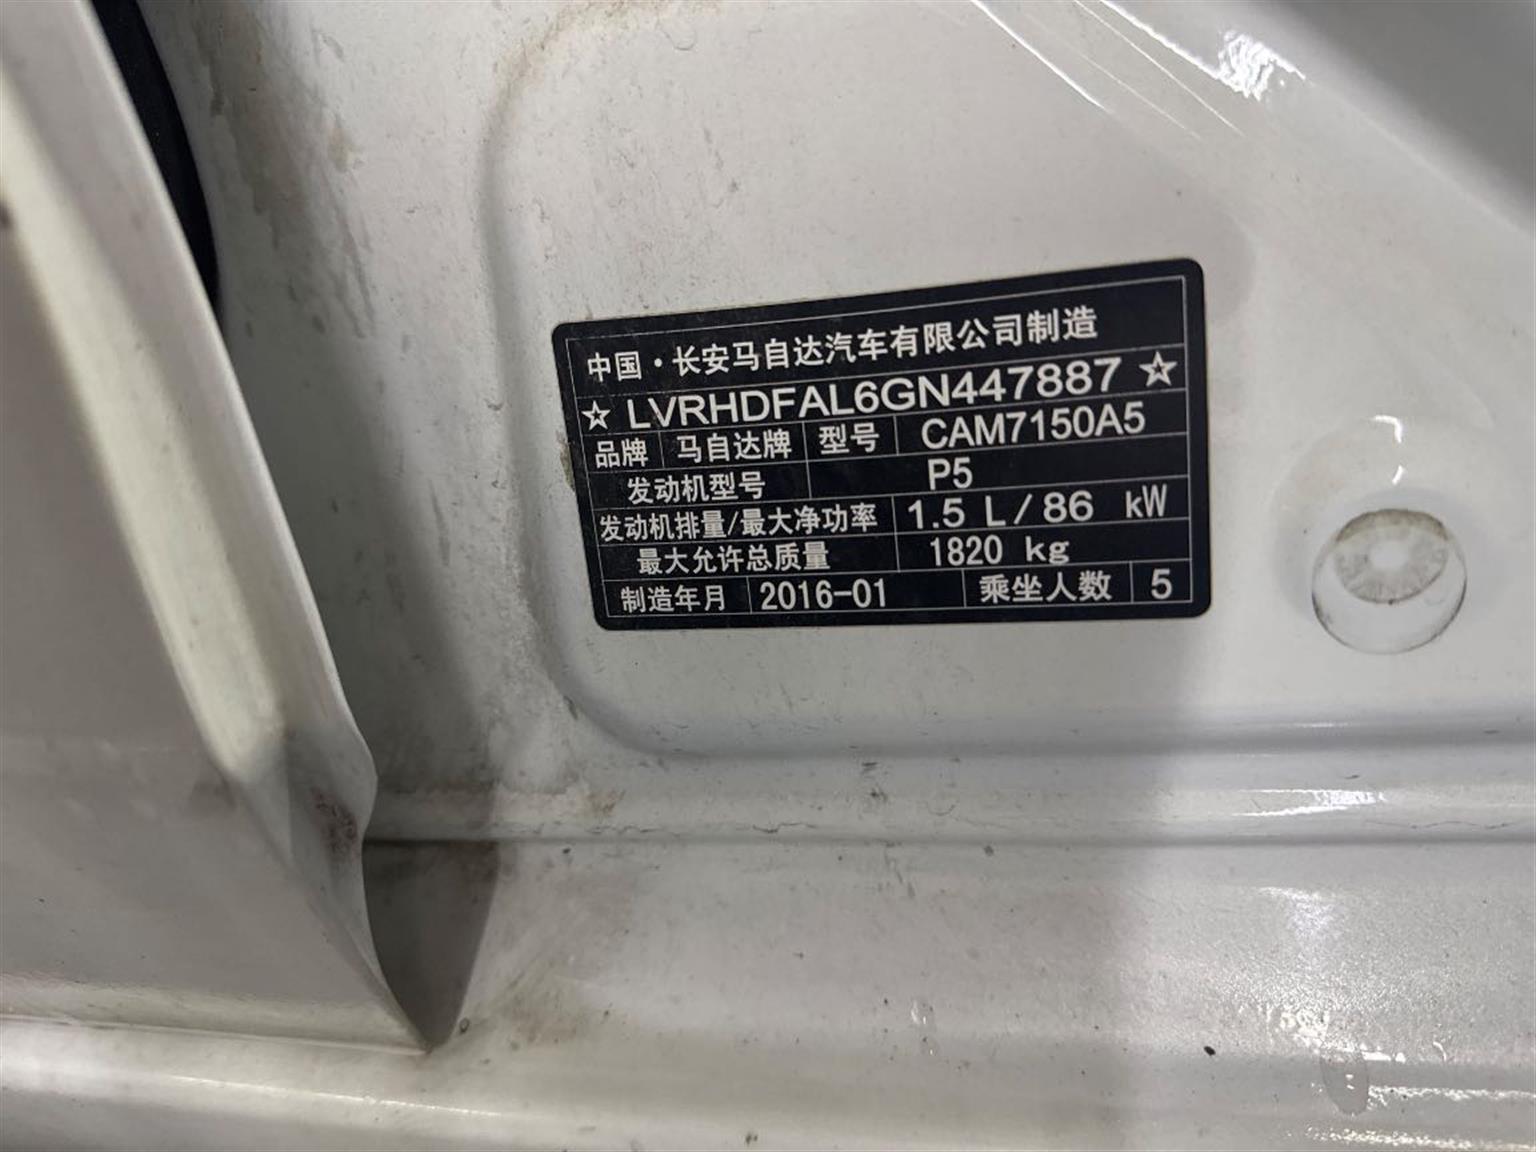 中国·长安马自达汽车有限公司制造
☆ LVRHDFAL6GN447887 ☆
品牌 马自达牌 型号 CAM7150A5
发动机型号 P5
发动机排量/最大净功率 1.5 L/86 kW
最大允许总质量 1820 kg
制造年月 2016-01 乘坐人数 5